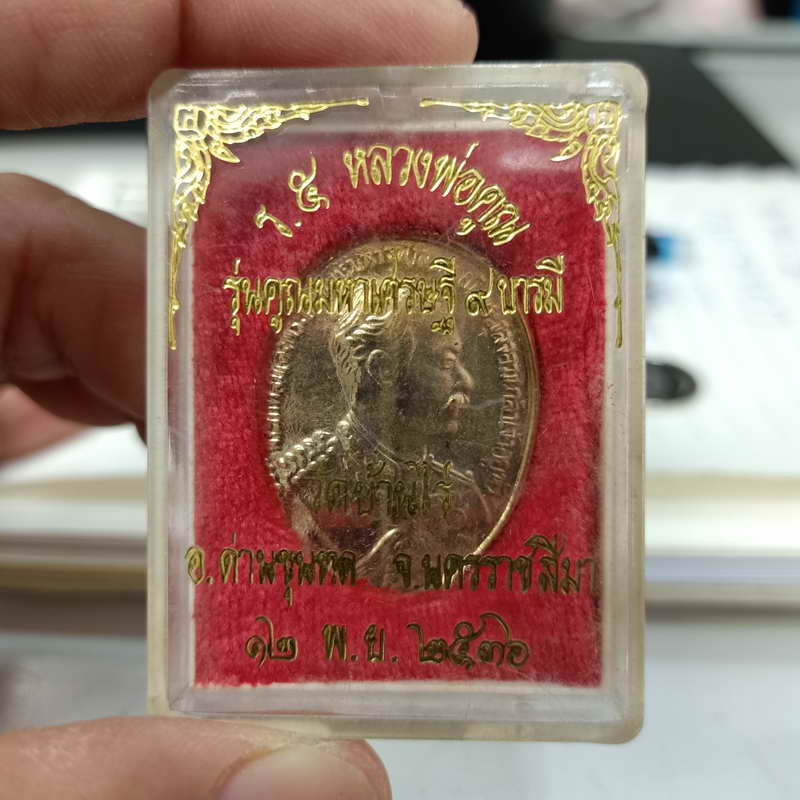 ร.๕ หลวงพ่อคูณ
รุ่นคูณมหาเศรษฐี ๙ บารมี
วัดบ้านไร่
อ.ด่านขุนทด จ.นครราชสีมา
๑๒ พ.ย. ๒๕๓๖